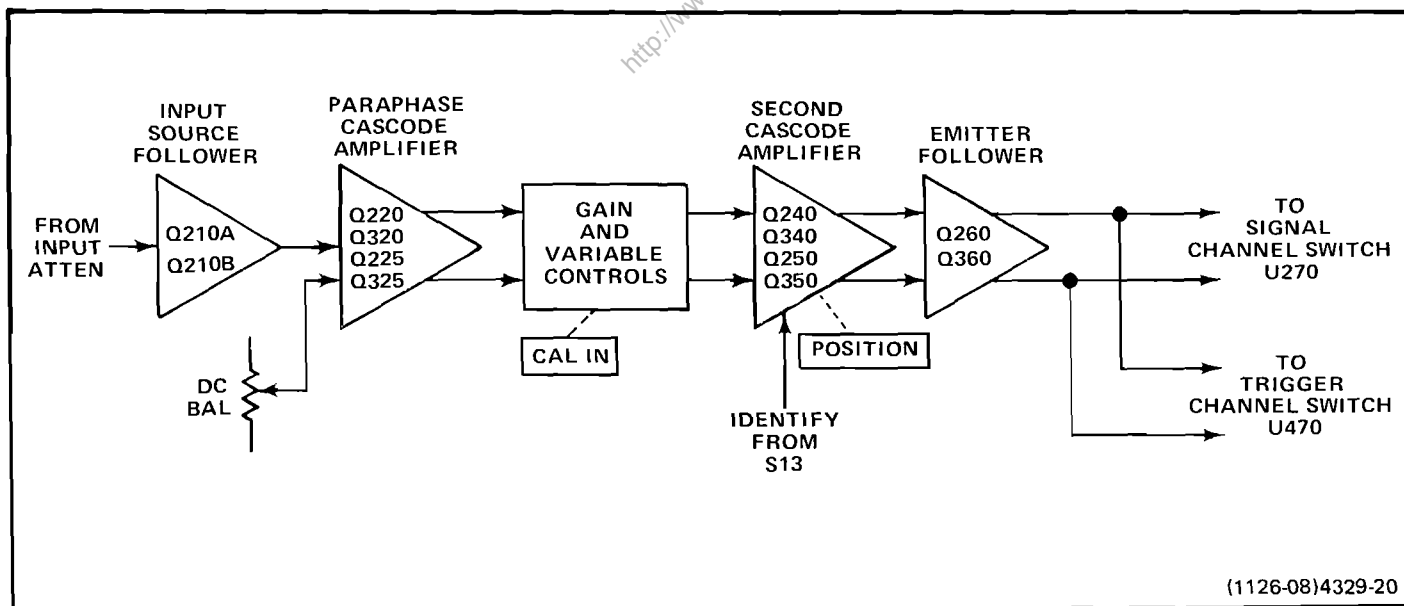 http://ww
INPUT
SOURCE
FOLLOWER
PARAPHASE
CASCODE
AMPLIFIER
SECOND
CASCODE
AMPLIFIER
EMITTER
FOLLOWER
FROM
INPUT
ATTEN
Q210A
Q210B
Q220
Q320
Q225
Q325
GAIN
AND
VARIABLE
CONTROLS
Q240
Q340
Q250
Q350
Q260
Q360
TO
SIGNAL
CHANNEL SWITCH
U270
CAL IN
POSITION
DC
BAL
IDENTIFY
FROM
S13
TO
TRIGGER
CHANNEL SWITCH
U470
(1126-08)4329-20